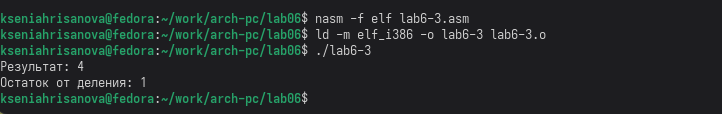 kseniahrisanova@fedora:~/work/arch-pc/lab06$ nasm -f elf lab6-3.asm
kseniahrisanova@fedora:~/work/arch-pc/lab06$ ld -m elf_i386 -o lab6-3 lab6-3.o
kseniahrisanova@fedora:~/work/arch-pc/lab06$ ./lab6-3
Результат: 4
Остаток от деления: 1
kseniahrisanova@fedora:~/work/arch-pc/lab06$